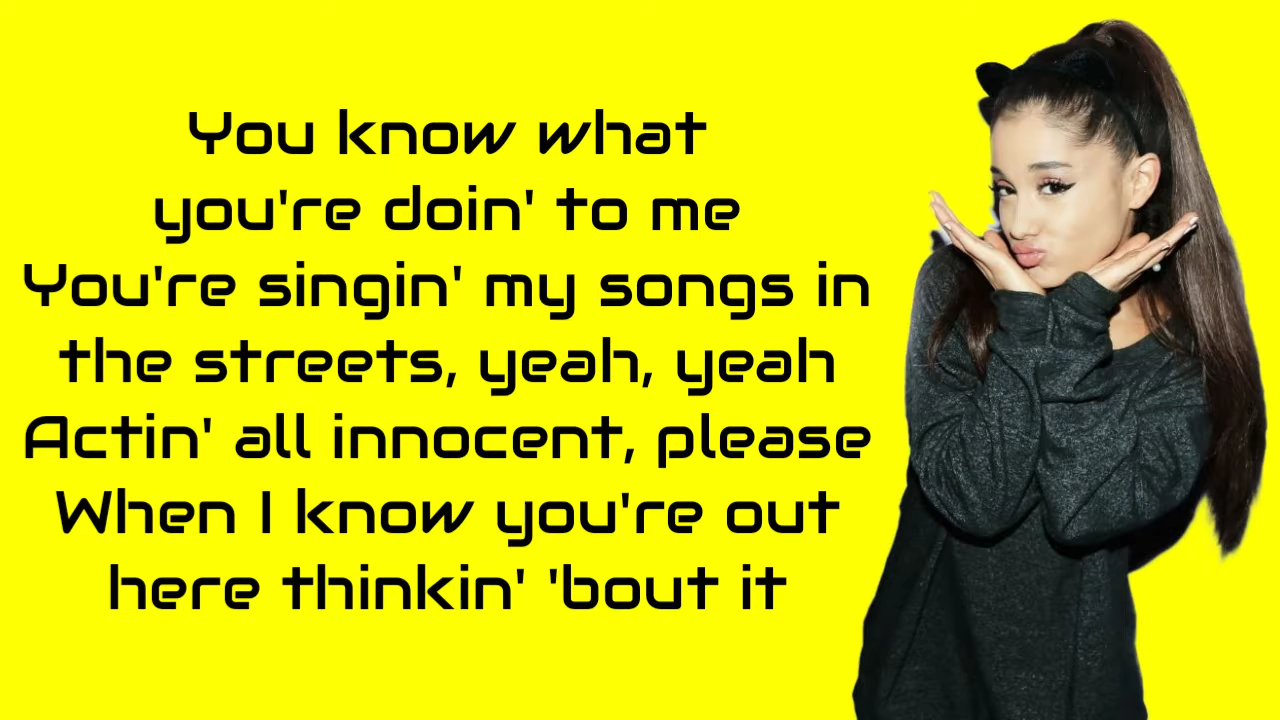 You know what
you're doin' to me
You're singin' my songs in
the streets, yeah, yeah
Actin' all innocent, please
When I know you're out
here thinkin' 'bout it